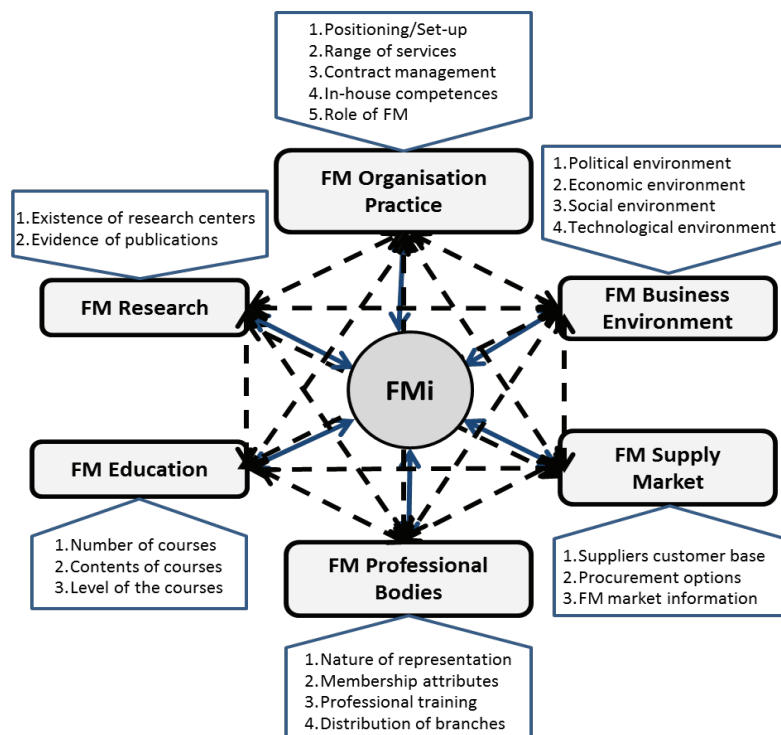 1.Positioning/Set-up
2.Range of services
3.Contract management
4.In-house competences
5.Role of FM
FM Organisation
Practice
1.Political environment
2.Economic environment
3.Social environment
4.Technological environment
1.Existence of research centers
2.Evidence of publications
FM Research
FM Business
Environment
FMi
FM Education
FM Supply
Market
1.Number of courses
2.Contents of courses
3.Level of the courses
FM Professional
Bodies
1.Suppliers customer base
2.Procurement options
3.FM market information
1.Nature of representation
2.Membership attributes
3.Professional training
4.Distribution of branches